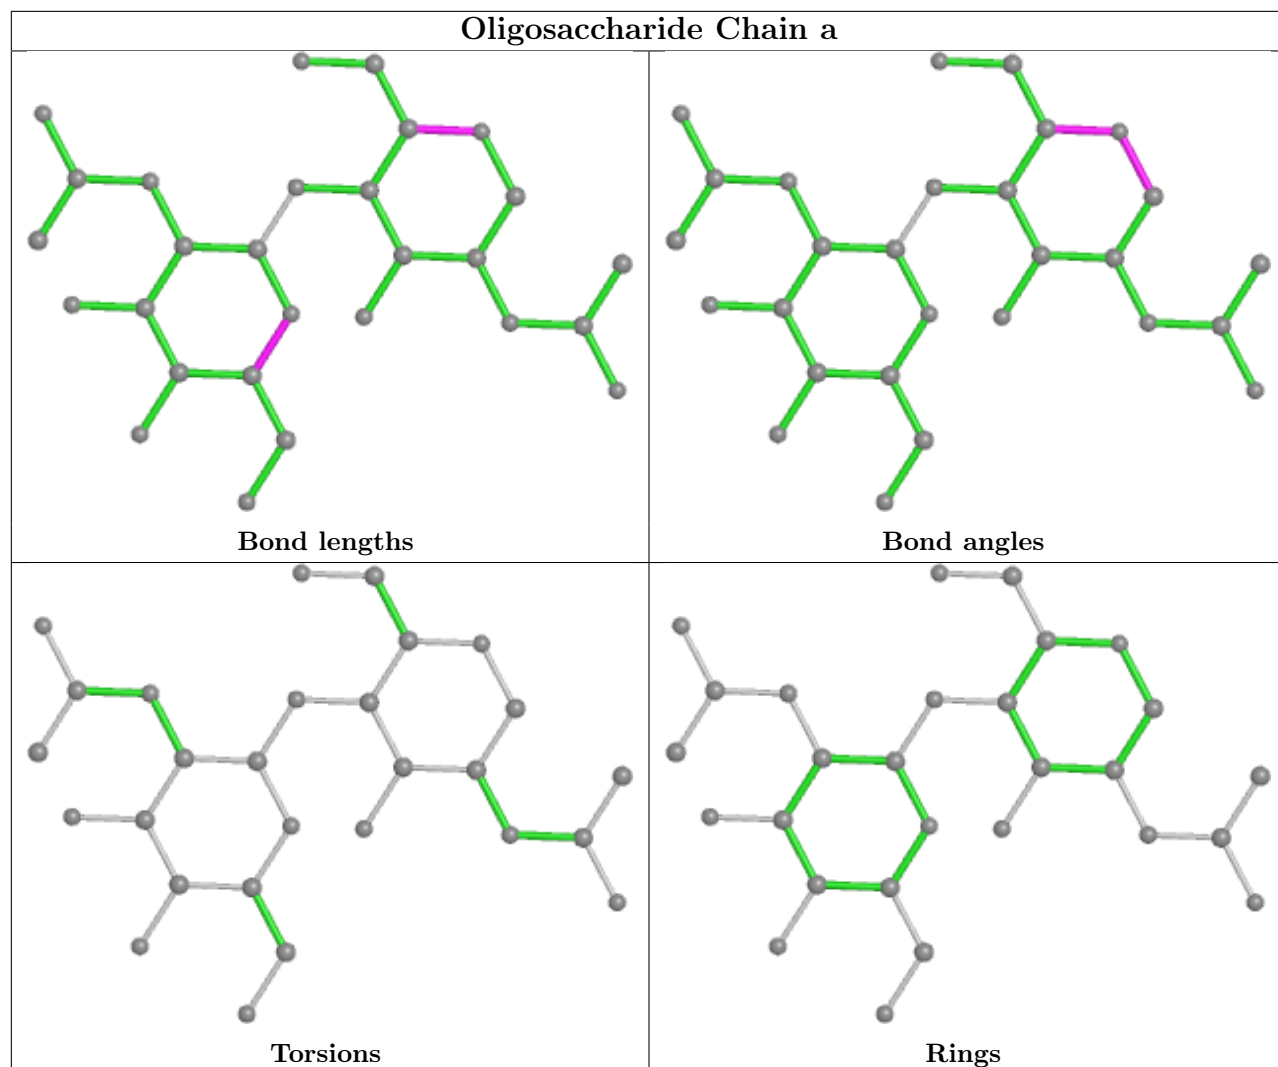 Oligosaccharide Chain a
Bond lengths
Bond angles
Torsions
Rings